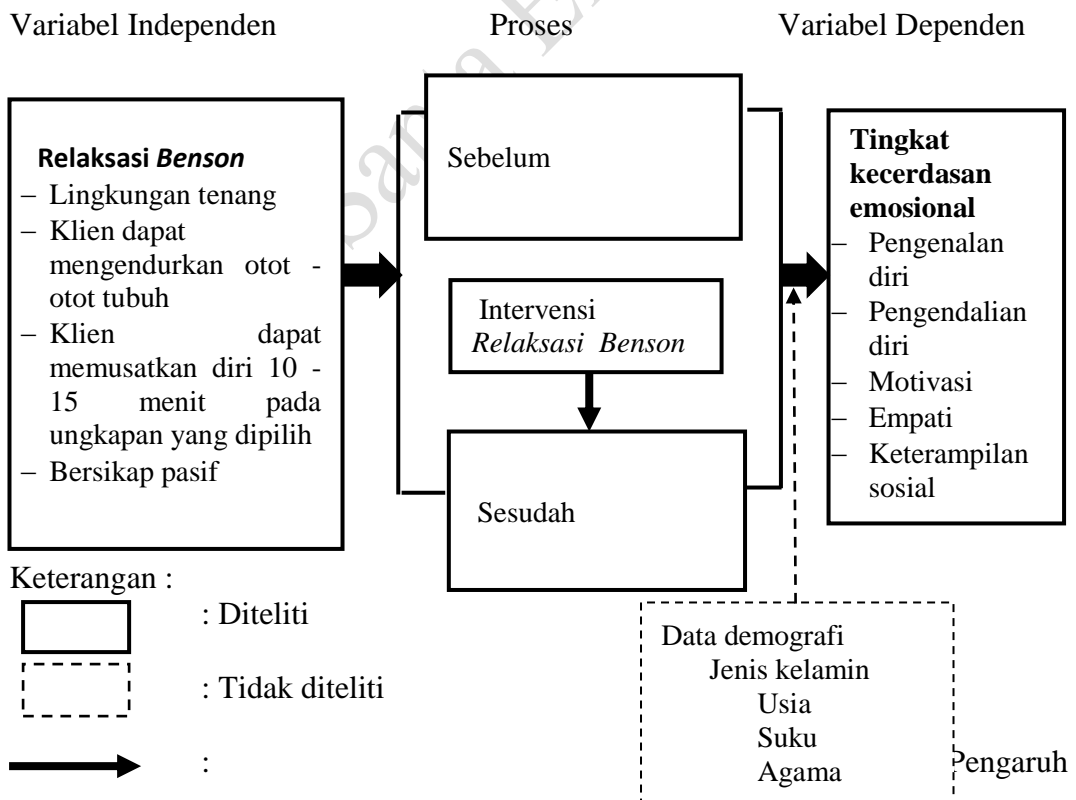 Variabel Independen Proses Variabel Dependen
Relaksasi Benson
– Lingkungan tenang
– Klien dapat
mengendurkan otot -
otot tubuh
– Klien dapat
memusatkan diri 10 -
15 menit pada
ungkapan yang dipilih
– Bersikap pasif
Sebelum
Intervensi
Relaksasi Benson
Sesudah
Tingkat
kecerdasan
emosional
– Pengenalan
diri
– Pengendalian
diri
– Motivasi
– Empati
– Keterampilan
sosial
Keterangan :
: Diteliti
: Tidak diteliti
: Pengaruh
Data demografi
Jenis kelamin
Usia
Suku
Agama